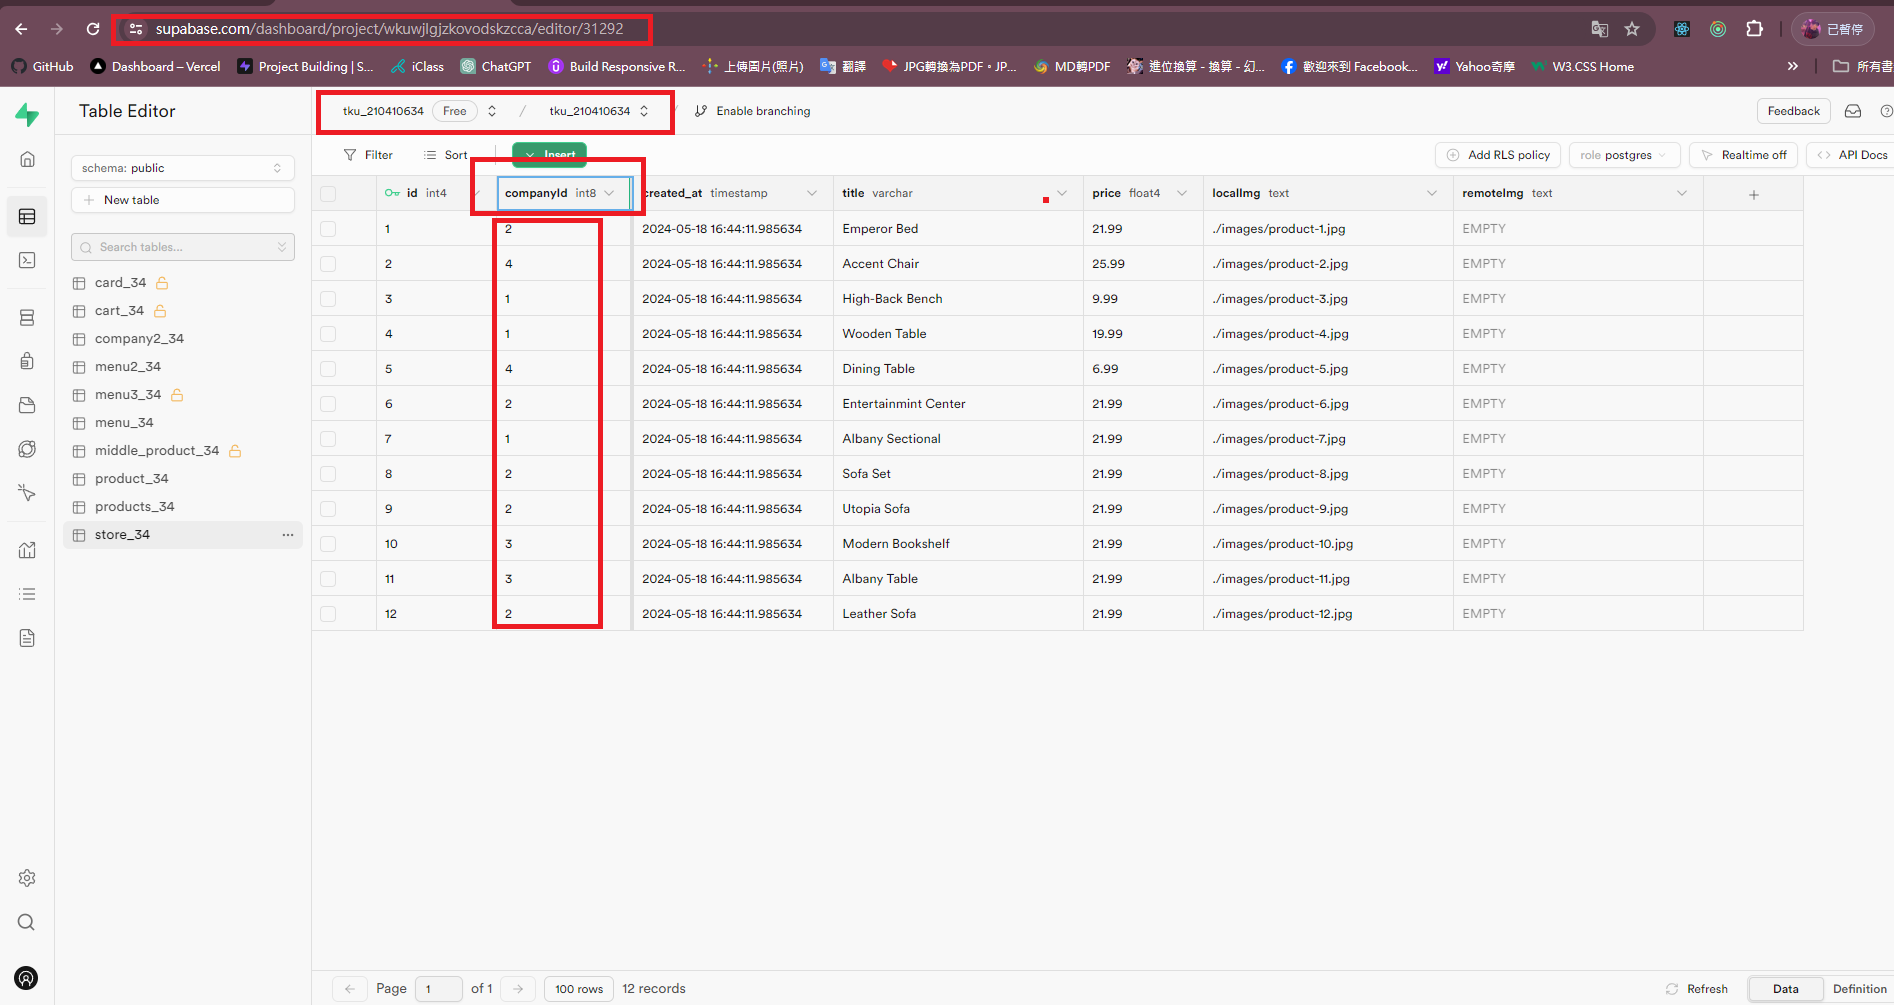 supabase.com/dashboard/project/wkuwjlgjzkovodskzcca/editor/31292
已暫停
GitHub
Dashboard – Vercel
Project Building | S...
iClass
ChatGPT
Build Responsive R...
上傳圖片(照片)
翻譯
JPG轉換為PDF。JP...
MD轉PDF
進位換算 - 換算 - 幻...
歡迎來到 Facebook...
Yahoo奇摩
W3.CSS Home
»
所有書
Table Editor
tku_210410634 Free / tku_210410634 / Enable branching
Feedback
schema: public
New table
Search tables...
card_34
cart_34
company2_34
menu2_34
menu3_34
menu_34
middle_product_34
product_34
products_34
store_34 ...
Filter Sort Insert
Add RLS policy role postgres Realtime off API Docs
id int4 companyId int8 created_at timestamp title varchar price float4 localImg text remoteImg text
1 2 2024-05-18 16:44:11.985634 Emperor Bed 21.99 ./images/product-1.jpg EMPTY
2 4 2024-05-18 16:44:11.985634 Accent Chair 25.99 ./images/product-2.jpg EMPTY
3 1 2024-05-18 16:44:11.985634 High-Back Bench 9.99 ./images/product-3.jpg EMPTY
4 1 2024-05-18 16:44:11.985634 Wooden Table 19.99 ./images/product-4.jpg EMPTY
5 4 2024-05-18 16:44:11.985634 Dining Table 6.99 ./images/product-5.jpg EMPTY
6 2 2024-05-18 16:44:11.985634 Entertainmint Center 21.99 ./images/product-6.jpg EMPTY
7 1 2024-05-18 16:44:11.985634 Albany Sectional 21.99 ./images/product-7.jpg EMPTY
8 2 2024-05-18 16:44:11.985634 Sofa Set 21.99 ./images/product-8.jpg EMPTY
9 2 2024-05-18 16:44:11.985634 Utopia Sofa 21.99 ./images/product-9.jpg EMPTY
10 3 2024-05-18 16:44:11.985634 Modern Bookshelf 21.99 ./images/product-10.jpg EMPTY
11 3 2024-05-18 16:44:11.985634 Albany Table 21.99 ./images/product-11.jpg EMPTY
12 2 2024-05-18 16:44:11.985634 Leather Sofa 21.99 ./images/product-12.jpg EMPTY
Page 1 of 1 100 rows 12 records
Refresh Data Definition